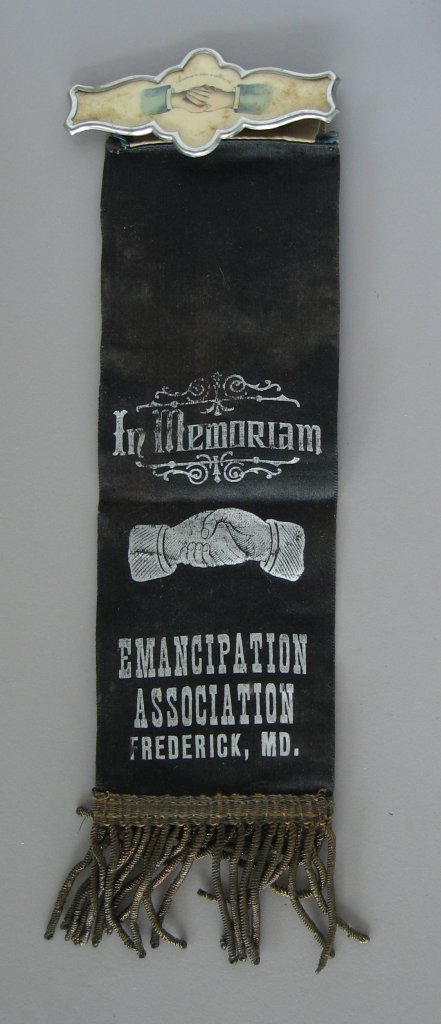 In Memoriam
EMANCIPATION
ASSOCIATION
FREDERICK, MD.